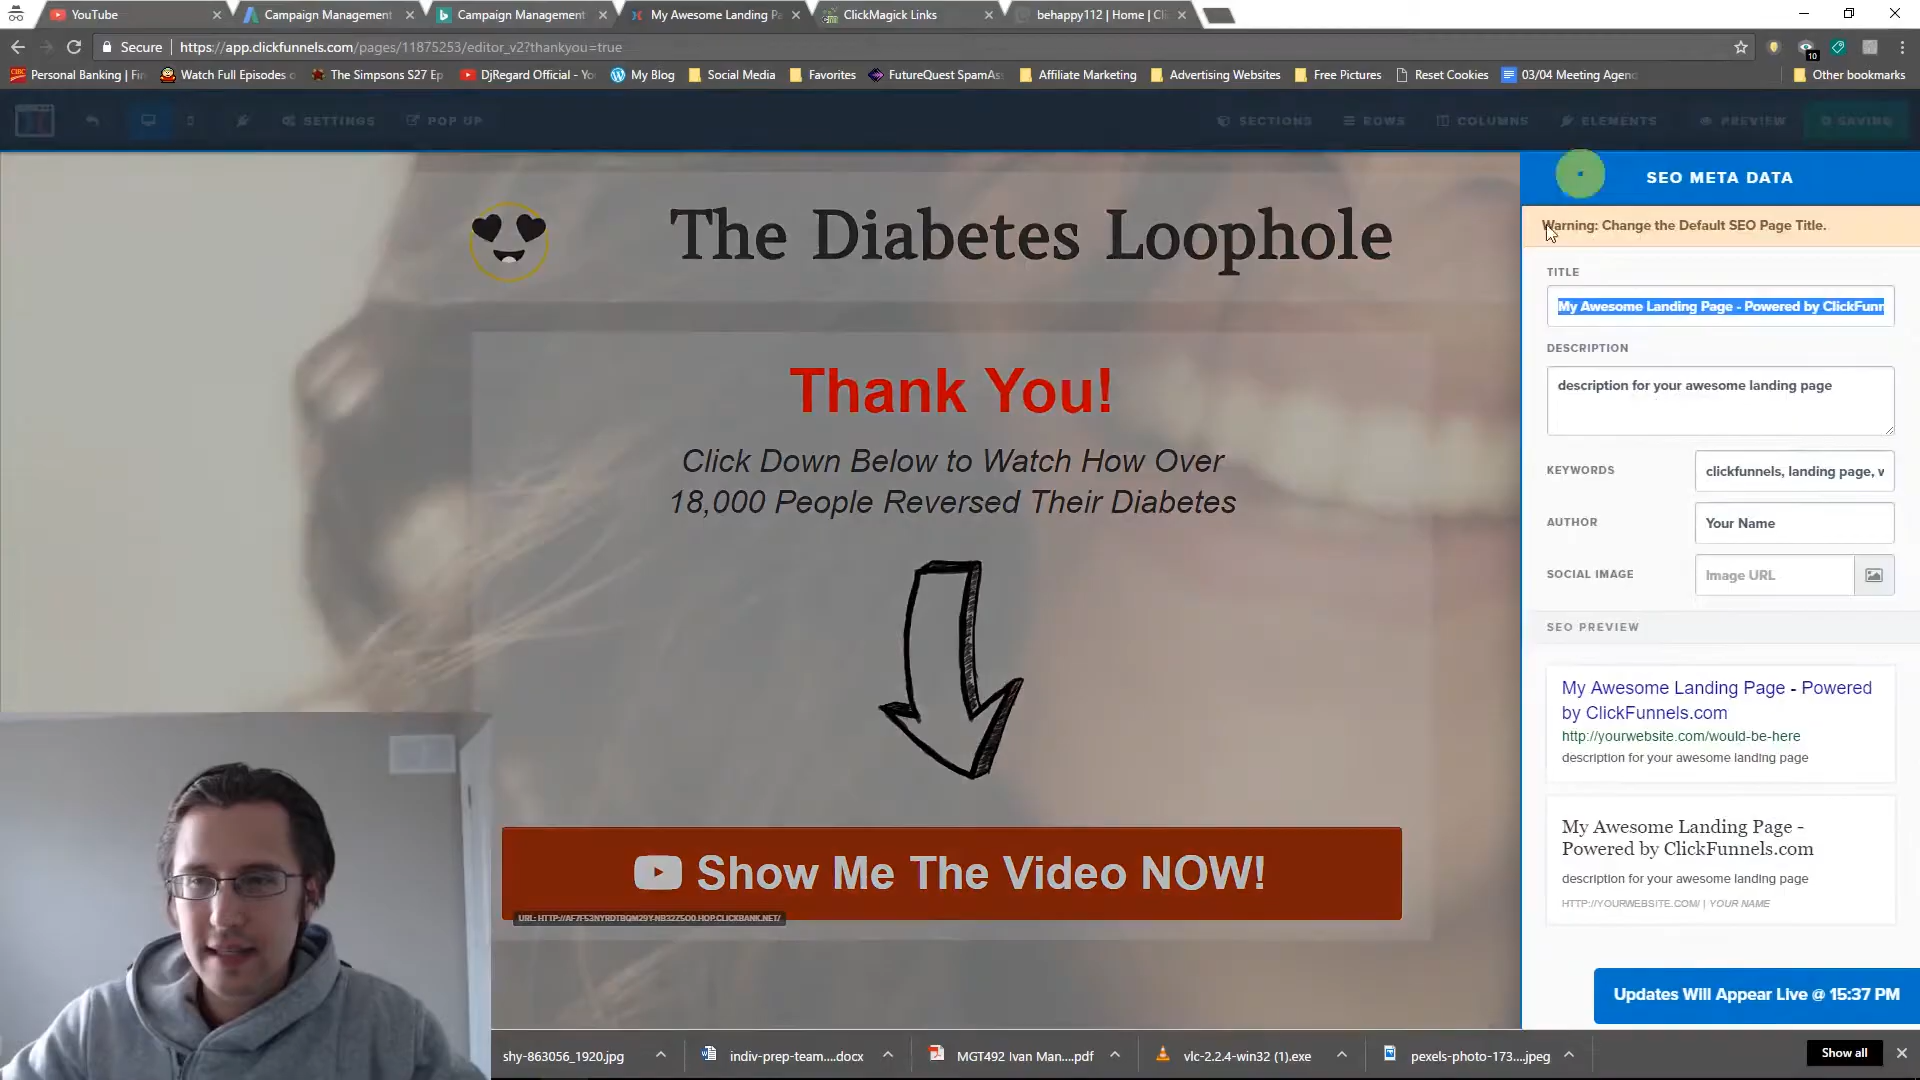 YouTube
Campaign Management
Campaign Management
My Awesome Landing Pa
ClickMagick Links
behappy112 | Home | Cli
Secure
https://app.clickfunnels.com/pages/11875253/editor_v2?thankyou=true
10
Personal Banking | Fin
Watch Full Episodes o
The Simpsons S27 Ep
DjRegard Official - Yo
My Blog
Social Media
Favorites
FutureQuest SpamAs
Affiliate Marketing
Advertising Websites
Free Pictures
Reset Cookies
03/04 Meeting Agend
Other bookmarks
SETTINGS
POP UP
SECTIONS
ROWS
COLUMNS
ELEMENTS
PREVIEW
SAVING
The Diabetes Loophole
Thank You!
Click Down Below to Watch How Over
18,000 People Reversed Their Diabetes
Show Me The Video NOW!
SEO META DATA
Warning: Change the Default SEO Page Title.
TITLE
My Awesome Landing Page - Powered by ClickFunn
DESCRIPTION
description for your awesome landing page
KEYWORDS
clickfunnels, landing page, v
AUTHOR
Your Name
SOCIAL IMAGE
Image URL
SEO PREVIEW
My Awesome Landing Page - Powered
by ClickFunnels.com
http://yourwebsite.com/would-be-here
description for your awesome landing page
My Awesome Landing Page -
Powered by ClickFunnels.com
description for your awesome landing page
HTTP://YOURWEBSITE.COM/ | YOUR NAME
Updates Will Appear Live @ 15:37 PM
shy-863056_1920.jpg
indiv-prep-team....docx
MGT492 Ivan Man....pdf
vlc-2.2.4-win32 (1).exe
pexels-photo-173....jpeg
Show all